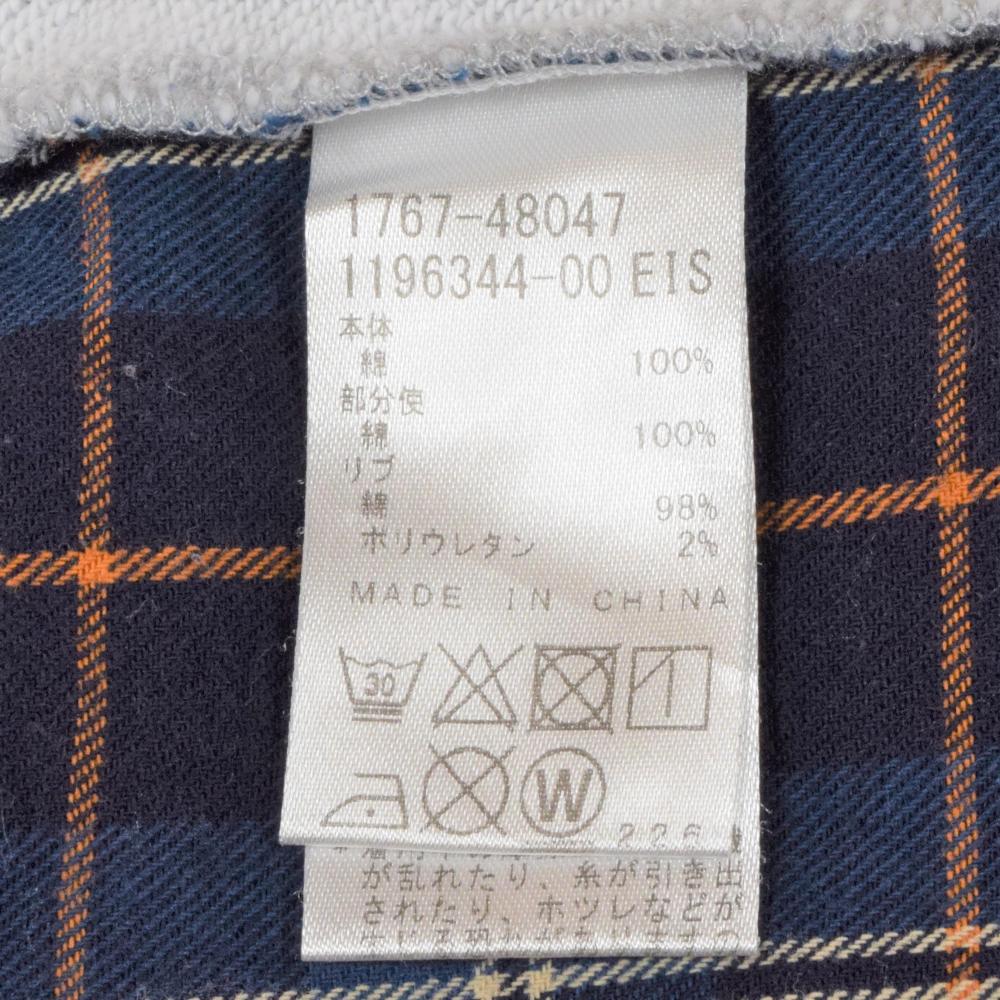 1767-48047
1196344-00 EIS
本体
綿 100%
部分使
綿 100%
リブ
綿 98%
ポリウレタン 2%
MADE IN CHINA
30
W
226
が乱れたり、糸が引き出
されたり、ホツレなどが